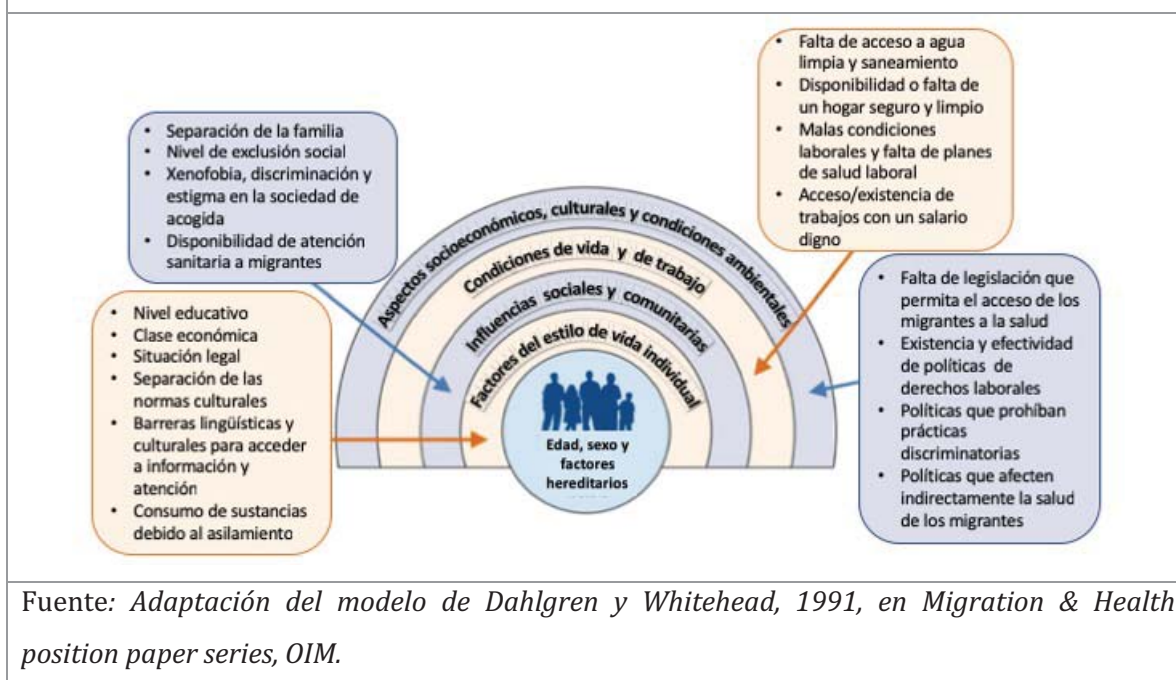 • Separación de la familia
• Nivel de exclusión social
• Xenofobia, discriminación y
estigma en la sociedad de
acogida
• Disponibilidad de atención
sanitaria a migrantes
• Nivel educativo
• Clase económica
• Situación legal
• Separación de las
normas culturales
• Barreras lingüísticas y
culturales para acceder
a información y
atención
• Consumo de sustancias
debido al asilamiento
Aspectos socioeconómicos, culturales y condiciones ambientales
Condiciones de vida y de trabajo
Influencias sociales y comunitarias
Factores del estilo de vida individual
Edad, sexo y
factores
hereditarios
• Falta de acceso a agua
limpia y saneamiento
• Disponibilidad o falta de
un hogar seguro y limpio
• Malas condiciones
laborales y falta de planes
de salud laboral
• Acceso/existencia de
trabajos con un salario
digno
• Falta de legislación que
permita el acceso de los
migrantes a la salud
• Existencia y efectividad
de políticas de
derechos laborales
• Políticas que prohíban
prácticas
discriminatorias
• Políticas que afecten
indirectamente la salud
de los migrantes
Fuente: Adaptación del modelo de Dahlgren y Whitehead, 1991, en Migration & Health
position paper series, OIM.